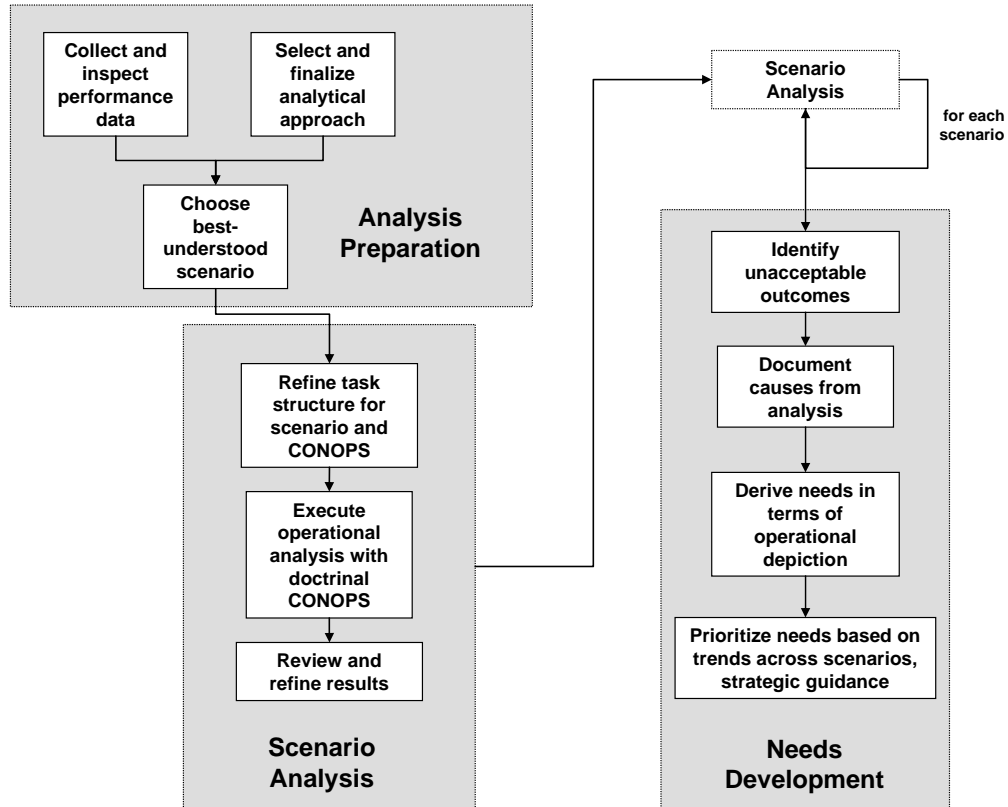 Collect and
inspect
performance
data
Select and
finalize
analytical
approach
Choose
best-
understood
scenario
Analysis
Preparation
Refine task
structure for
scenario and
CONOPS
Execute
operational
analysis with
doctrinal
CONOPS
Review and
refine results
Scenario
Analysis
Scenario
Analysis
for each
scenario
Identify
unacceptable
outcomes
Document
causes from
analysis
Derive needs in
terms of
operational
depiction
Prioritize needs based on
trends across scenarios,
strategic guidance
Needs
Development